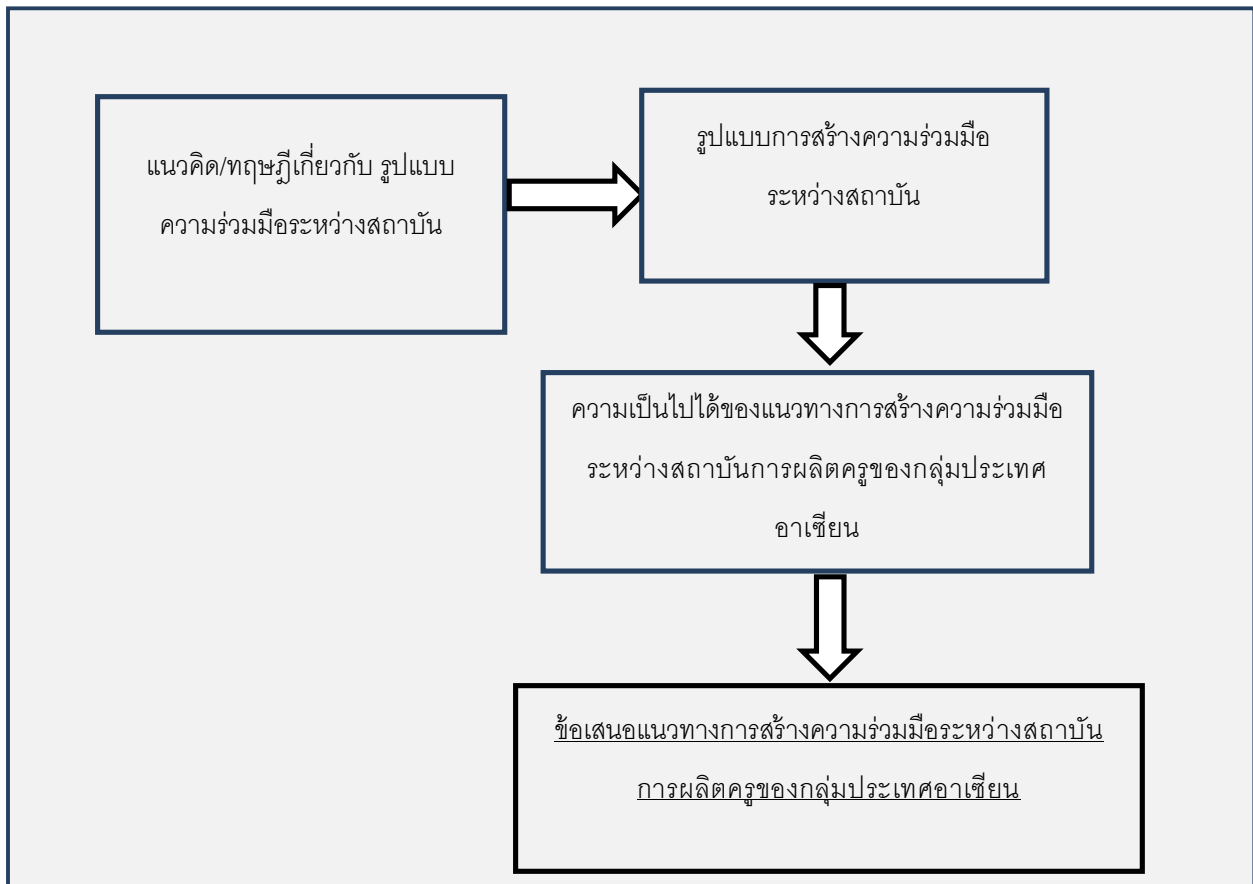 แนวคิด/ทฤษฎีเกี่ยวกับ รูปแบบ
ความร่วมมือระหว่างสถาบัน
รูปแบบการสร้างความร่วมมือ
ระหว่างสถาบัน
ความเป็นไปได้ของแนวทางการสร้างความร่วมมือ
ระหว่างสถาบันการผลิตครูของกลุ่มประเทศ
อาเซียน
ข้อเสนอแนวทางการสร้างความร่วมมือระหว่างสถาบัน
การผลิตครูของกลุ่มประเทศอาเซียน